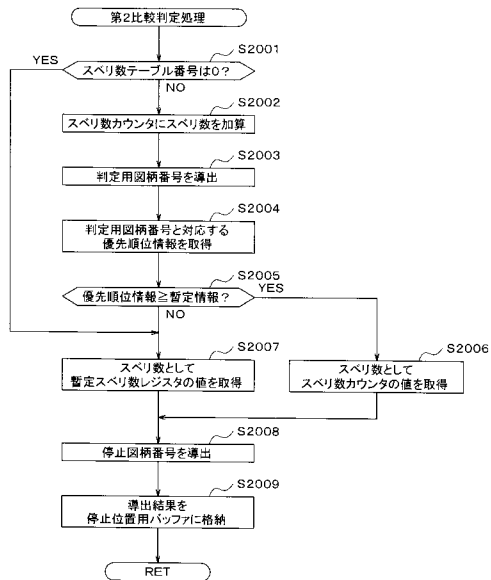 第2比較判定処理
S2001
YES
スベリ数テーブル番号は0?
NO
S2002
スベリ数カウンタにスベリ数を加算
S2003
判定用図柄番号を導出
S2004
判定用図柄番号と対応する
優先順位情報を取得
S2005
優先順位情報≧暫定情報?
YES
NO
S2007
スベリ数として
暫定スベリ数レジスタの値を取得
S2006
スベリ数として
スベリ数カウンタの値を取得
S2008
停止図柄番号を導出
S2009
導出結果を
停止位置用バッファに格納
RET